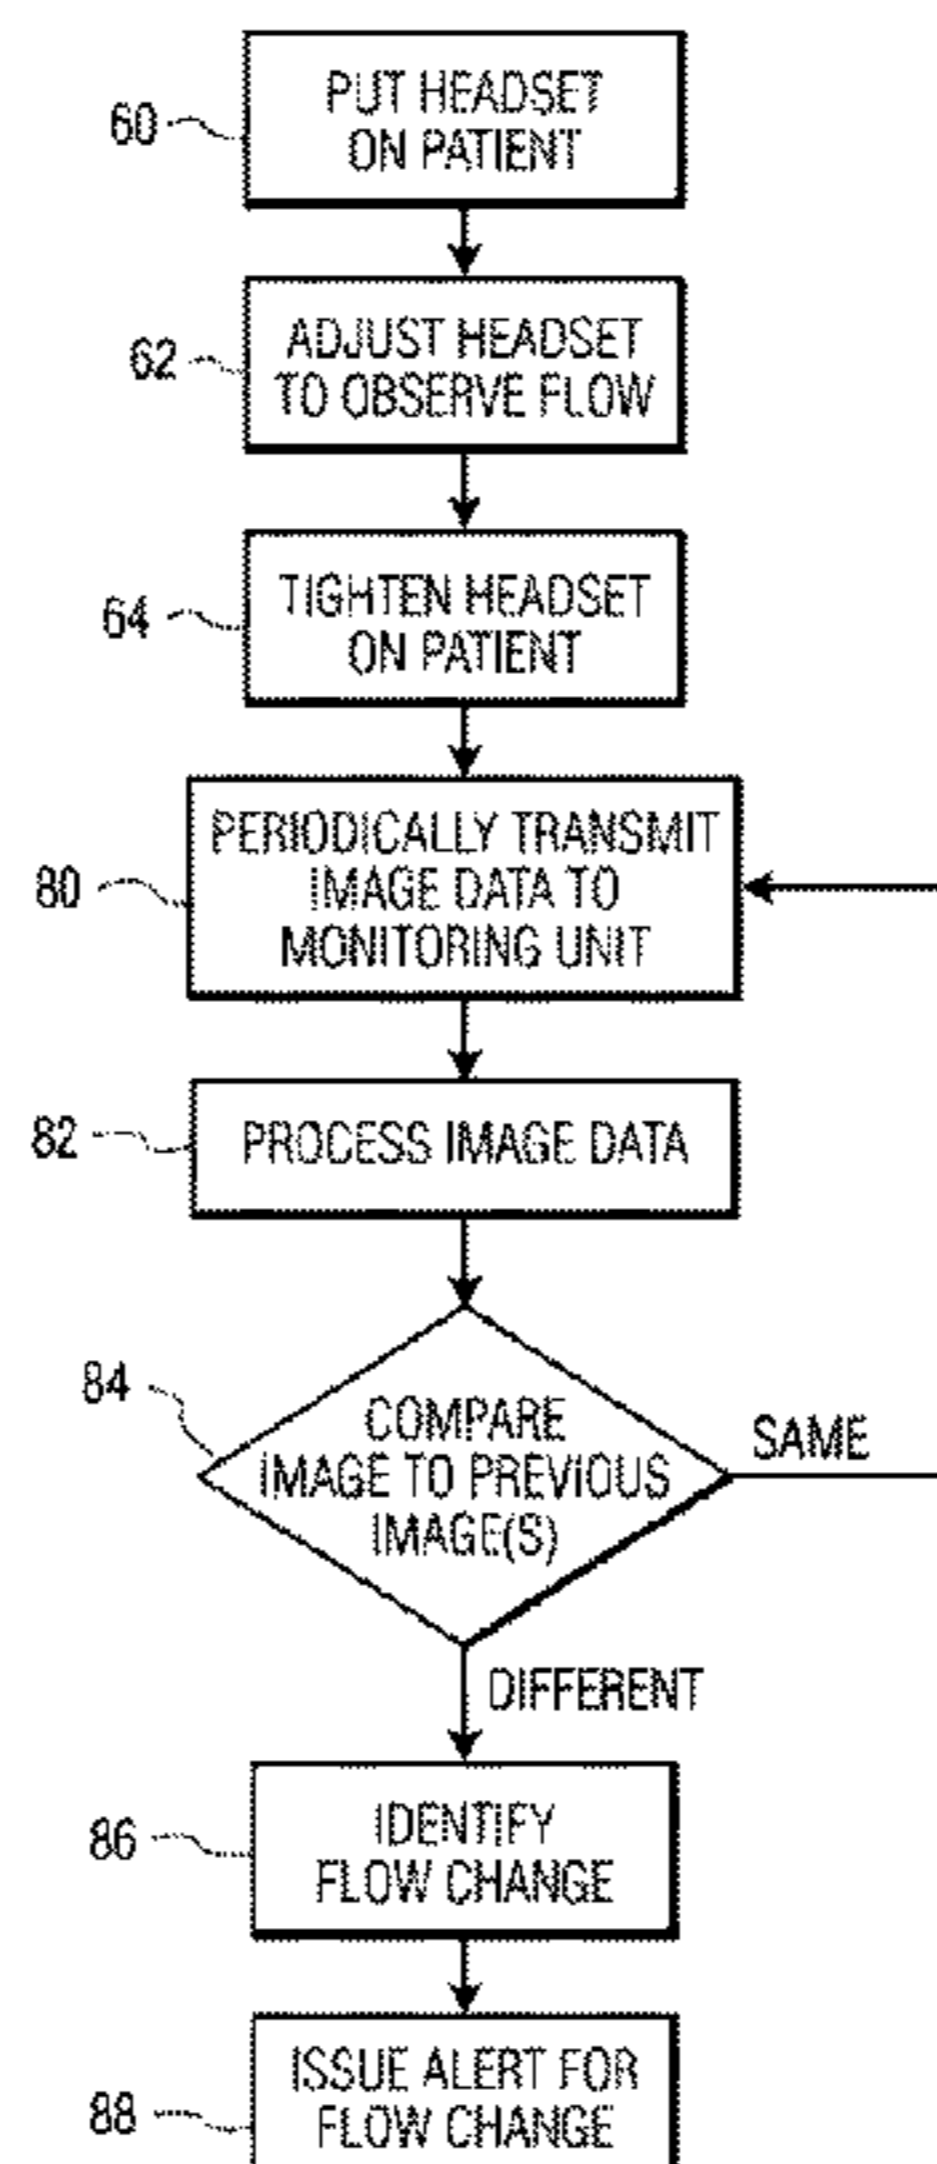 60
PUT HEADSET
ON PATIENT
62
ADJUST HEADSET
TO OBSERVE FLOW
64
TIGHTEN HEADSET
ON PATIENT
80
PERIODICALLY TRANSMIT
IMAGE DATA TO
MONITORING UNIT
82
PROCESS IMAGE DATA
84
COMPARE
IMAGE TO PREVIOUS
IMAGE(S)
SAME
DIFFERENT
86
IDENTIFY
FLOW CHANGE
88
ISSUE ALERT FOR
FLOW CHANGE